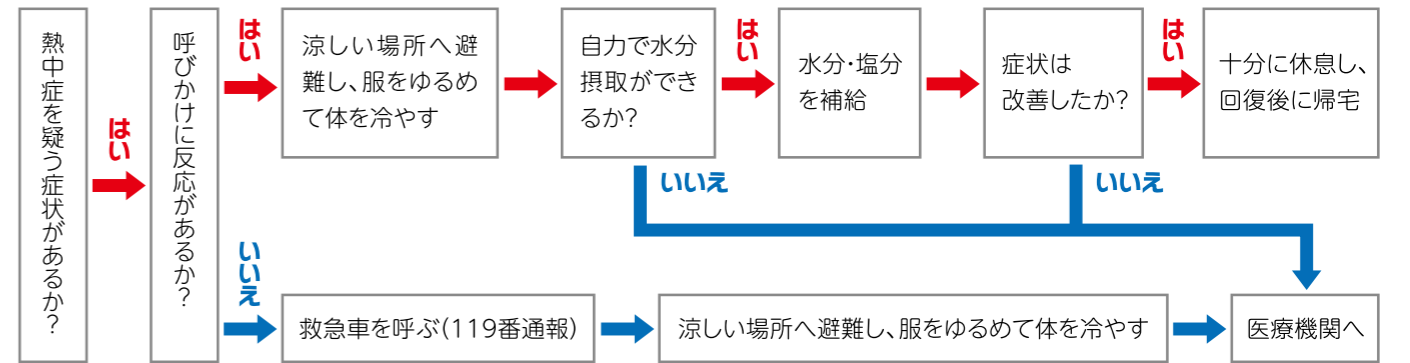 熱中症を疑う症状があるか?
はい
呼びかけに反応があるか?
はい
涼しい場所へ避
難し、服をゆるめ
て体を冷やす
自力で水分
摂取ができ
るか?
はい
水分・塩分
を補給
症状は
改善したか?
はい
十分に休息し、
回復後に帰宅
いいえ
いいえ
いいえ
救急車を呼ぶ(119番通報)
涼しい場所へ避難し、服をゆるめて体を冷やす
医療機関へ